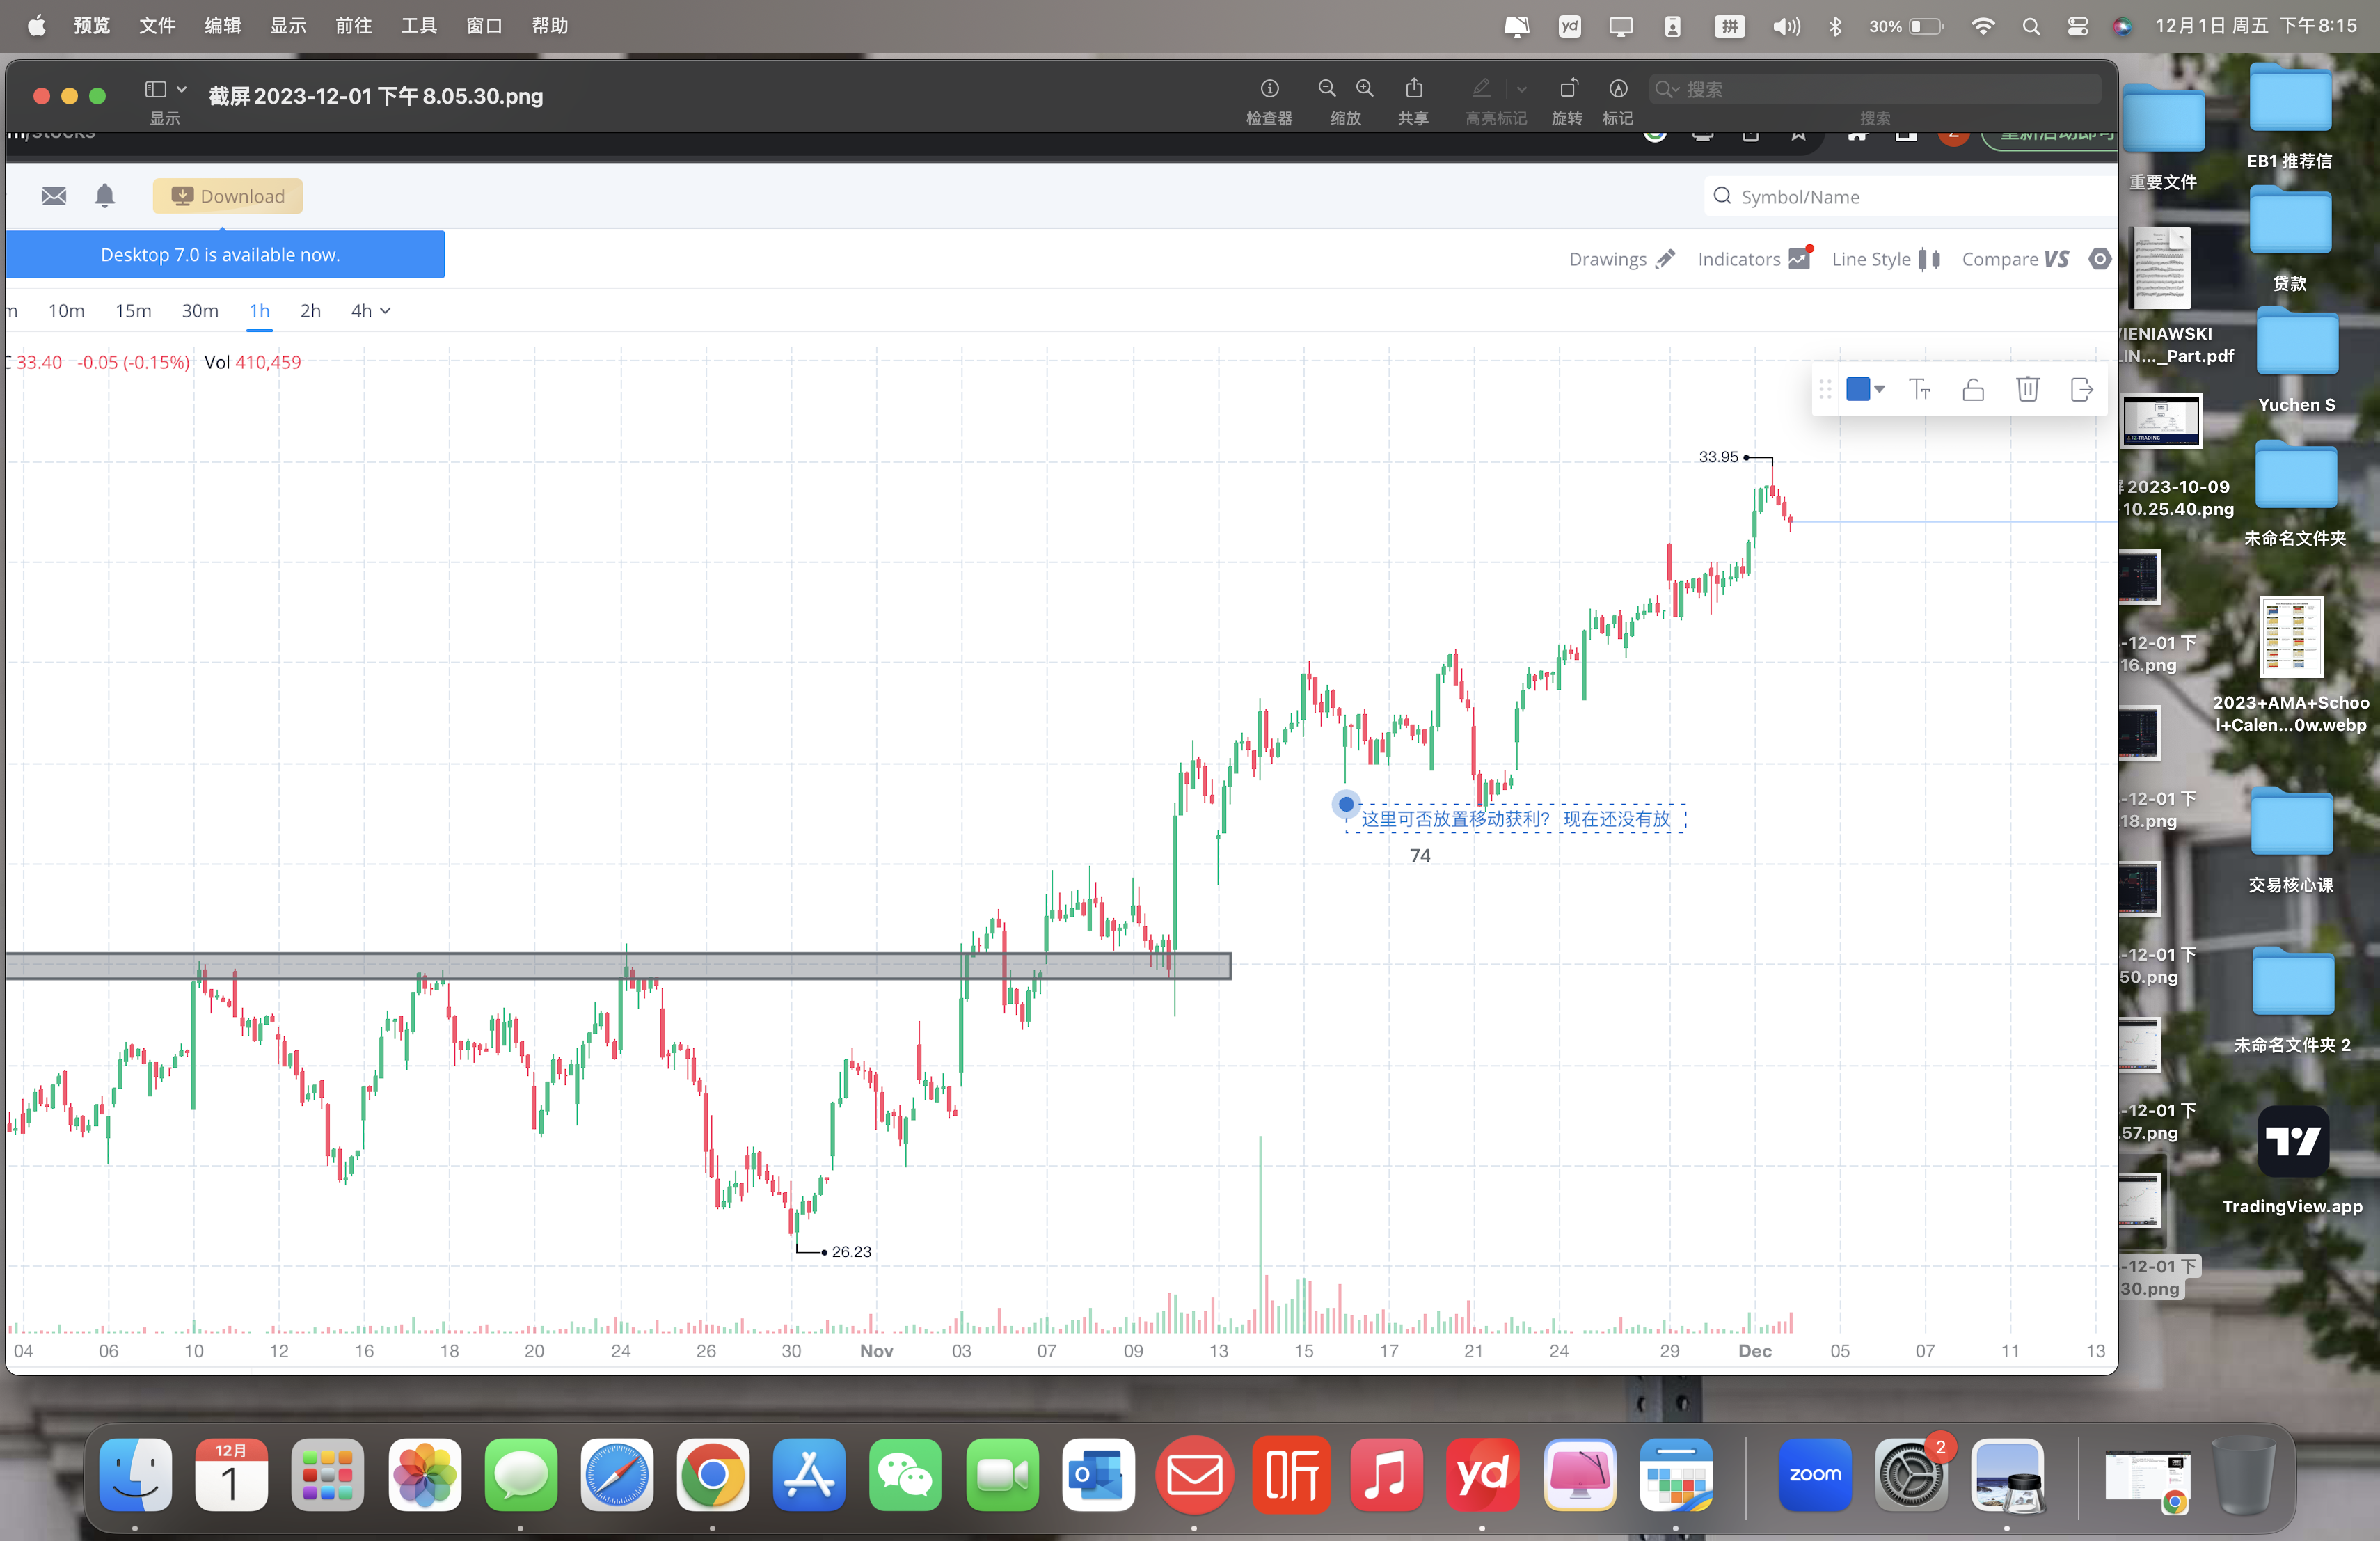 预览 文件 编辑 显示 前往 工具 窗口 帮助
yd 拼 30% 12月1日 周五 下午8:15
截屏2023-12-01 下午8.05.30.png
显示 检查器 缩放 共享 高亮标记 旋转 标记 搜索
搜索
m/stocks
Download
Symbol/Name
Desktop 7.0 is available now.
Drawings Indicators Line Style Compare VS
m 10m 15m 30m 1h 2h 4h
C 33.40 -0.05 (-0.15%) Vol 410,459
33.95
这里可否放置移动获利? 现在还没有放
74
26.23
04 06 10 12 16 18 20 24 26 30 Nov 03 07 09 13 15 17 21 24 29 Dec 05 07 11 13
重要文件
EB1 推荐信
贷款
IENIAWSKI
LIN..._Part.pdf
Yuchen S
2023-10-09
10.25.40.png
未命名文件夹
-12-01 下
16.png
2023+AMA+Schoo
l+Calen...0w.webp
-12-01 下
18.png
交易核心课
-12-01 下
50.png
未命名文件夹 2
-12-01 下
57.png
TradingView.app
-12-01 下
30.png
12月
1
yd
zoom
2